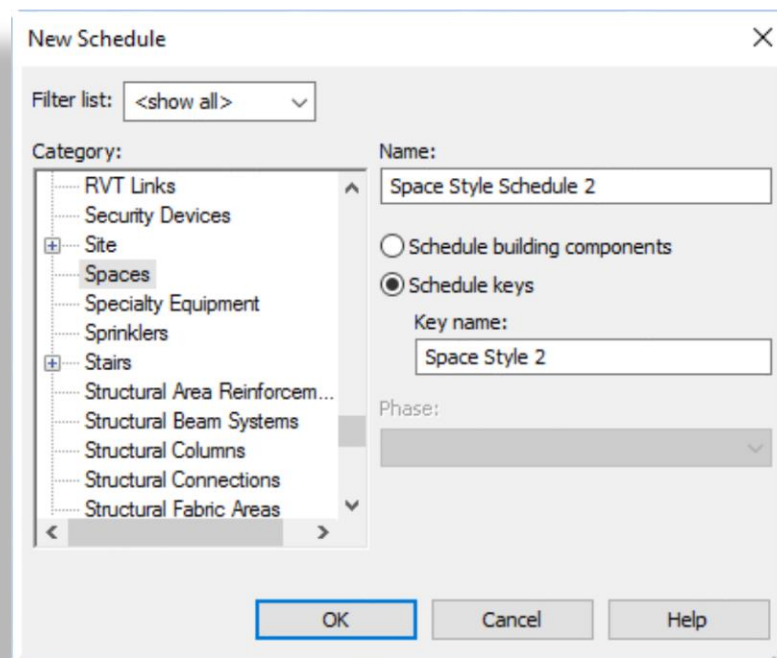 New Schedule
Filter list: <show all>
Category:
RVT Links
Security Devices
Site
Spaces
Specialty Equipment
Sprinklers
Stairs
Structural Area Reinforcem...
Structural Beam Systems
Structural Columns
Structural Connections
Structural Fabric Areas
Name:
Space Style Schedule 2
Schedule building components
Schedule keys
Key name:
Space Style 2
Phase:
OK Cancel Help